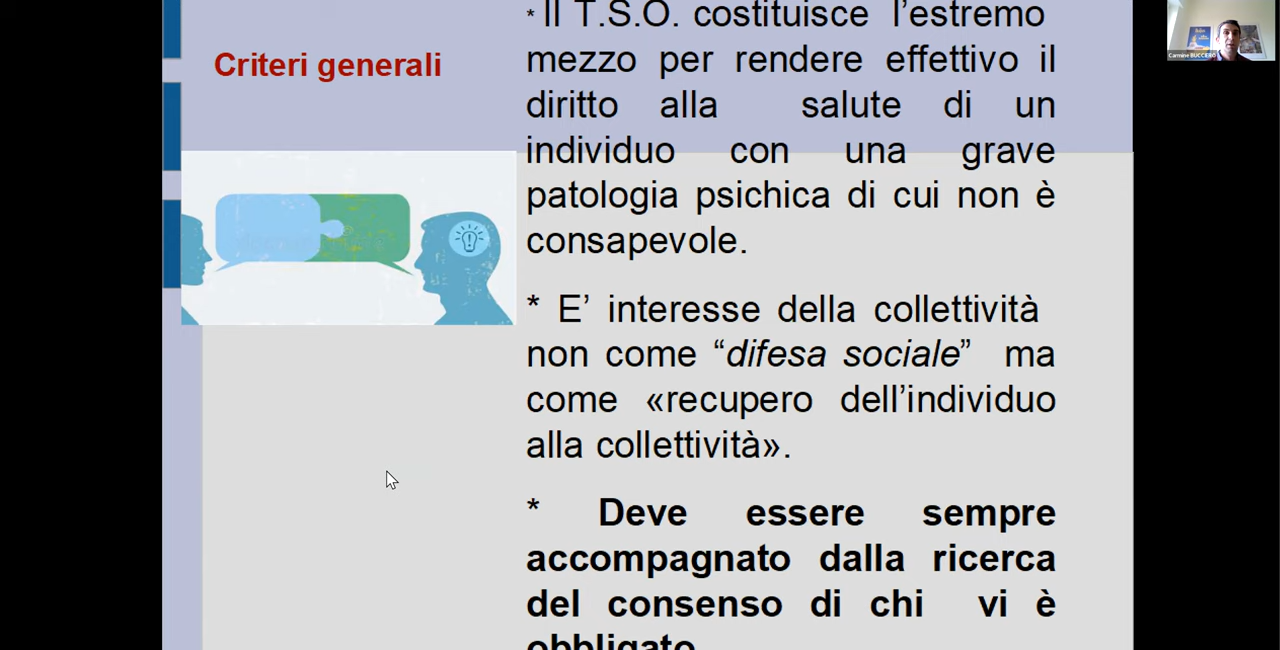 Criteri generali
* Il T.S.O. costituisce l’estremo
mezzo per rendere effettivo il
diritto alla salute di un
individuo con una grave
patologia psichica di cui non è
consapevole.
* E’ interesse della collettività
non come “difesa sociale” ma
come «recupero dell’individuo
alla collettività».
* Deve essere sempre
accompagnato dalla ricerca
del consenso di chi vi è
obbligato
Carmine BUCCERO